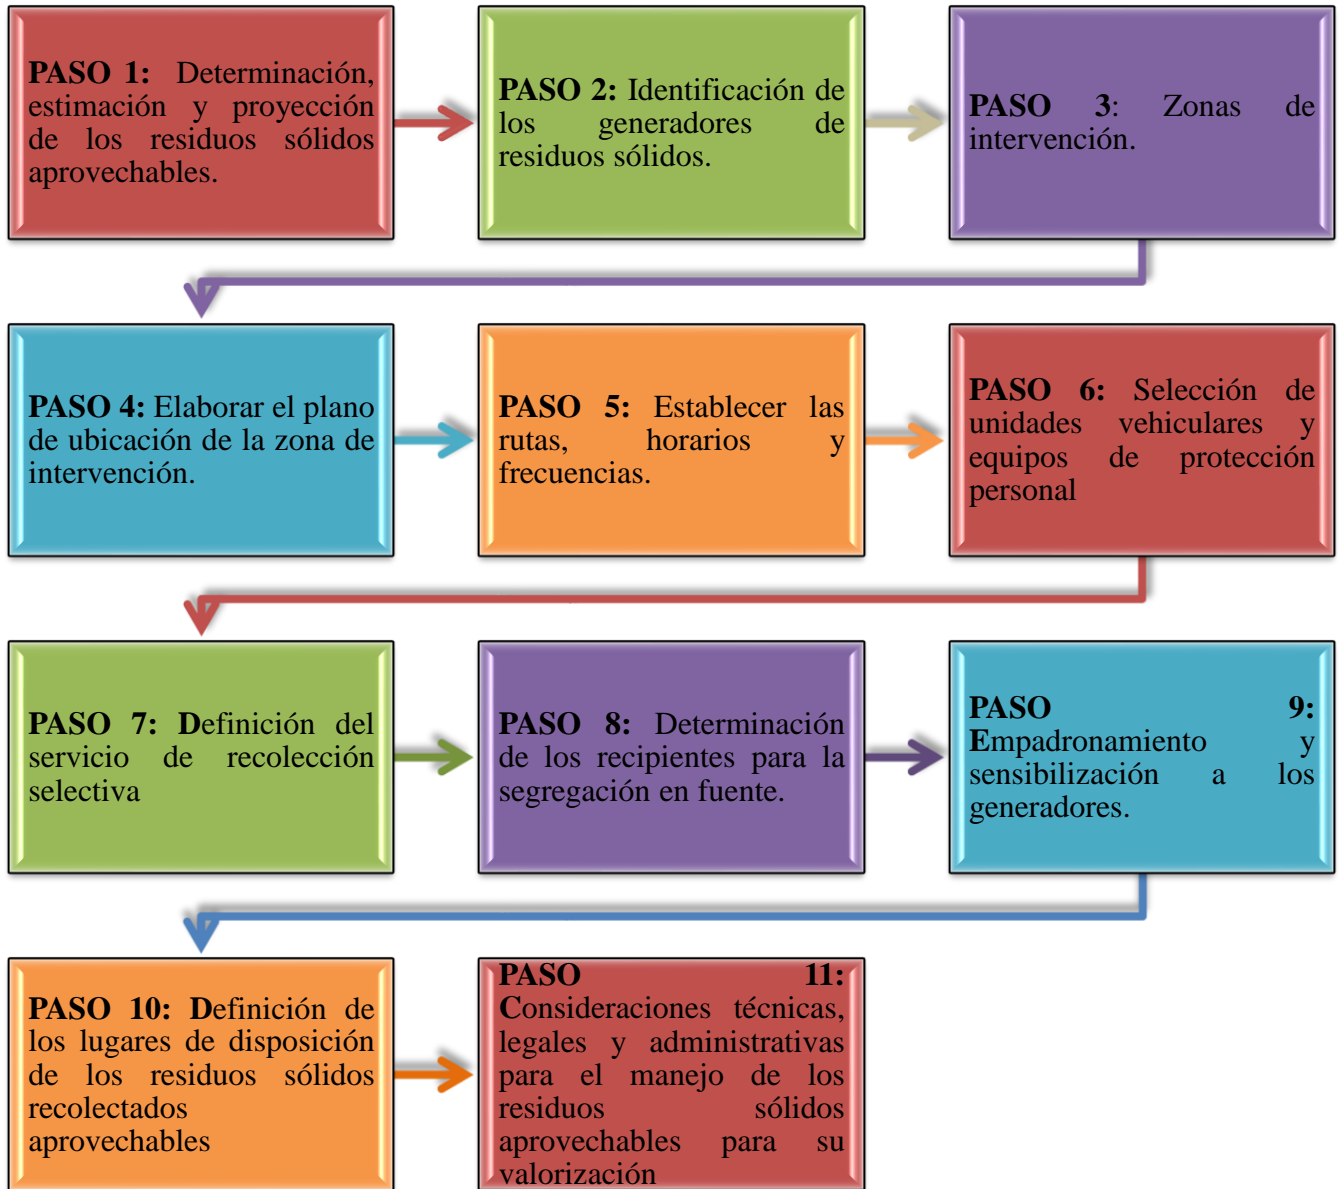 PASO 1: Determinación,
estimación y proyección
de los residuos sólidos
aprovechables.
PASO 2: Identificación de
los generadores de
residuos sólidos.
PASO 3: Zonas de
intervención.
PASO 4: Elaborar el plano
de ubicación de la zona de
intervención.
PASO 5: Establecer las
rutas, horarios y
frecuencias.
PASO 6: Selección de
unidades vehiculares y
equipos de protección
personal
PASO 7: Definición del
servicio de recolección
selectiva
PASO 8: Determinación
de los recipientes para la
segregación en fuente.
PASO 9:
Empadronamiento y
sensibilización a los
generadores.
PASO 10: Definición de
los lugares de disposición
de los residuos sólidos
recolectados
aprovechables
PASO 11:
Consideraciones técnicas,
legales y administrativas
para el manejo de los
residuos sólidos
aprovechables para su
valorización